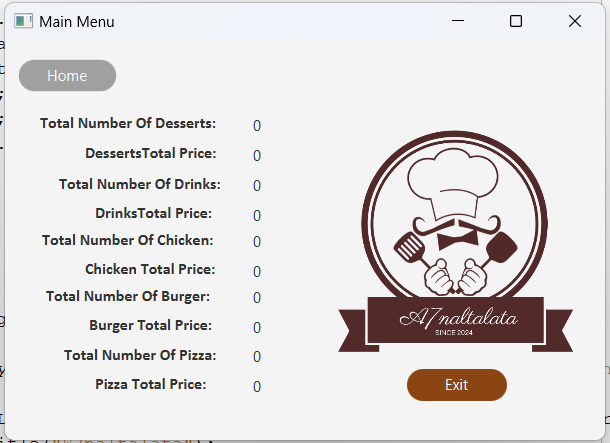 Main Menu
Home
Total Number Of Desserts: 0
DessertsTotal Price: 0
Total Number Of Drinks: 0
DrinksTotal Price: 0
Total Number Of Chicken: 0
Chicken Total Price: 0
Total Number Of Burger: 0
Burger Total Price: 0
Total Number Of Pizza: 0
Pizza Total Price: 0
A7naltalata
SINCE 2024
Exit